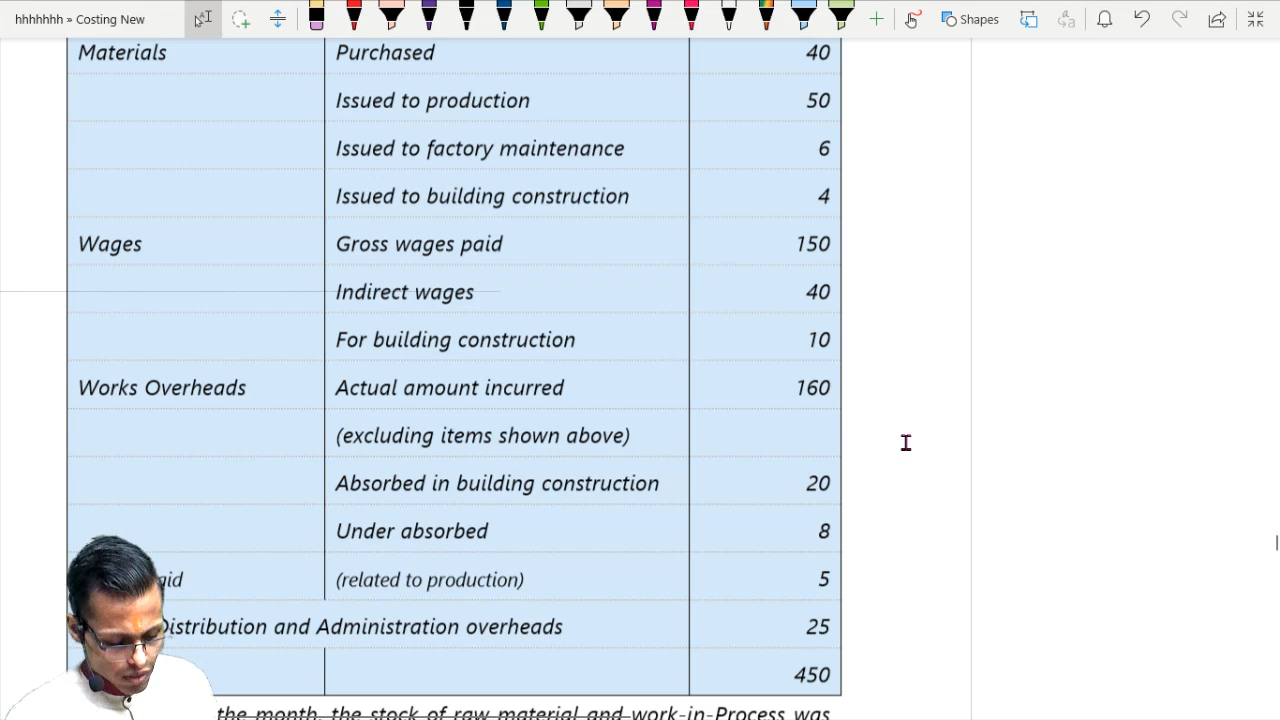 hhhhhhh » Costing New
Shapes
Materials Purchased 40
Issued to production 50
Issued to factory maintenance 6
Issued to building construction 4
Wages Gross wages paid 150
Indirect wages 40
For building construction 10
Works Overheads Actual amount incurred 160
(excluding items shown above)
Absorbed in building construction 20
Under absorbed 8
(related to production) 5
Distribution and Administration overheads 25
450
the month, the stock of raw material and work-in-Process was